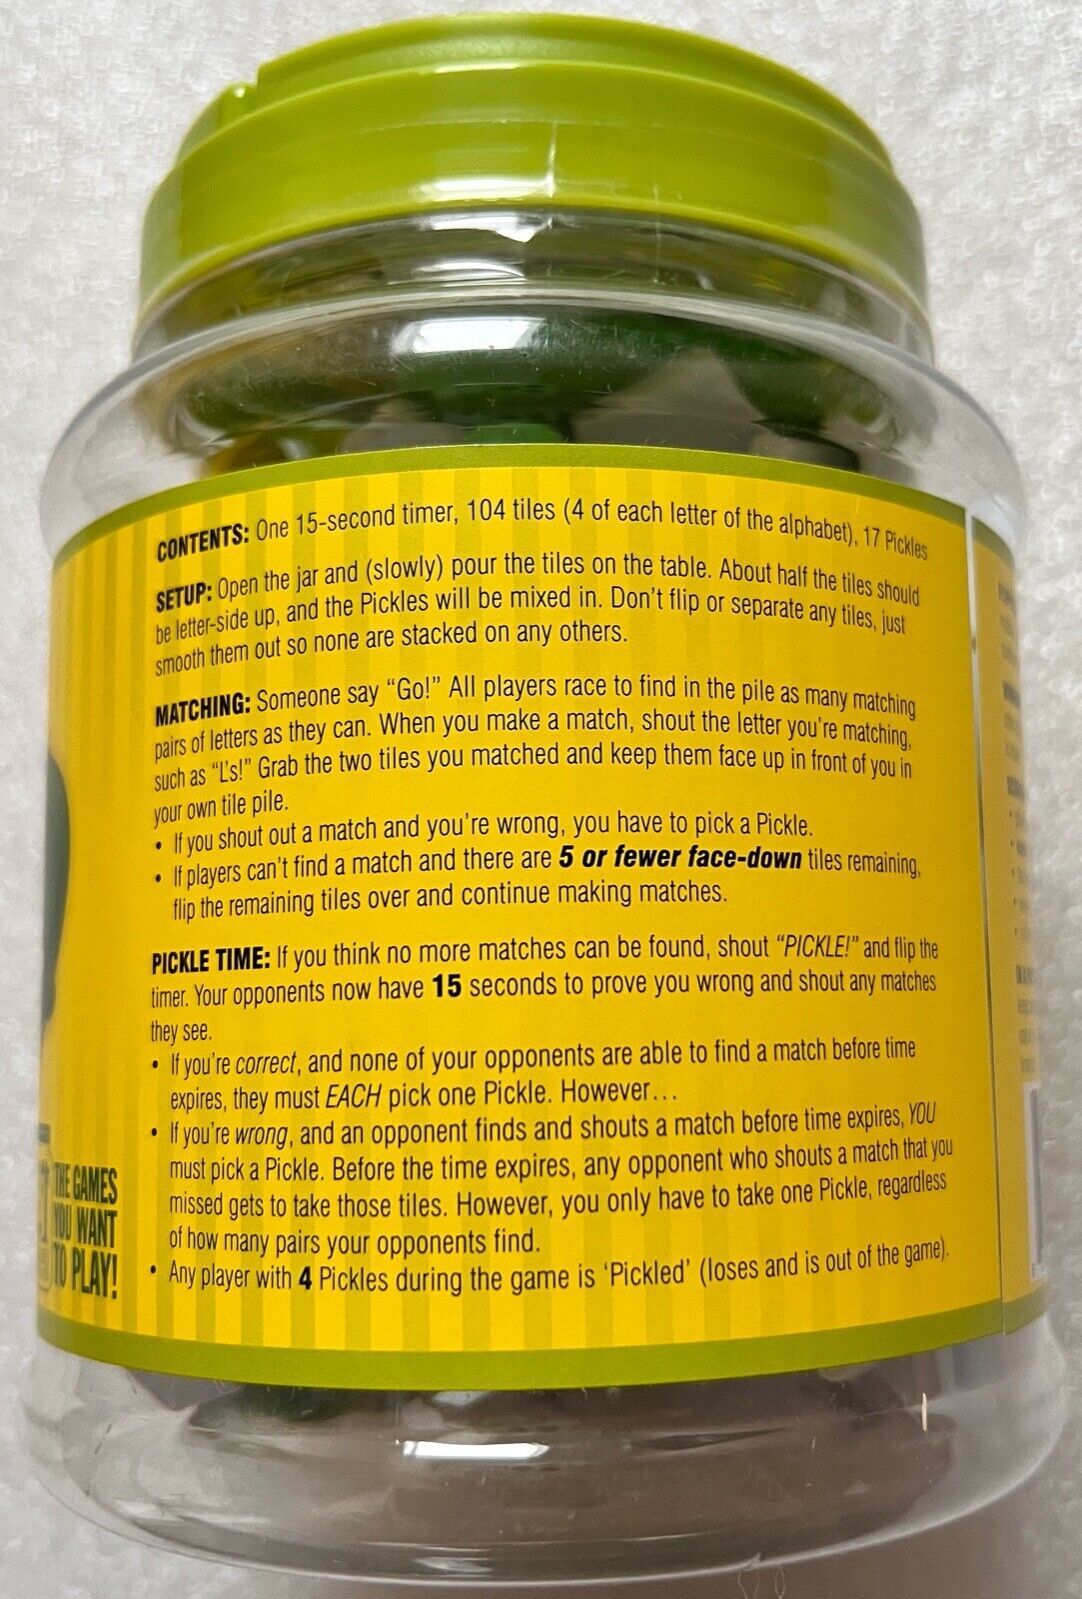 CONTENTS: One 15-second timer, 104 tiles (4 of each letter of the alphabet), 17 Pickles
SETUP: Open the jar and (slowly) pour the tiles on the table. About half the tiles should
be letter-side up, and the Pickles will be mixed in. Don't flip or separate any tiles, just
smooth them out so none are stacked on any others.
MATCHING: Someone say “Go!” All players race to find in the pile as many matching
pairs of letters as they can. When you make a match, shout the letter you're matching,
such as “L's!” Grab the two tiles you matched and keep them face up in front of you in
your own tile pile.
• If you shout out a match and you're wrong, you have to pick a Pickle.
• If players can't find a match and there are 5 or fewer face-down tiles remaining,
flip the remaining tiles over and continue making matches.
PICKLE TIME: If you think no more matches can be found, shout “PICKLE!” and flip the
timer. Your opponents now have 15 seconds to prove you wrong and shout any matches
they see.
• If you're correct, and none of your opponents are able to find a match before time
expires, they must EACH pick one Pickle. However...
• If you're wrong, and an opponent finds and shouts a match before time expires, YOU
must pick a Pickle. Before the time expires, any opponent who shouts a match that you
missed gets to take those tiles. However, you only have to take one Pickle, regardless
of how many pairs your opponents find.
• Any player with 4 Pickles during the game is ‘Pickled’ (loses and is out of the game).
THE GAMES
YOU WANT
TO PLAY!